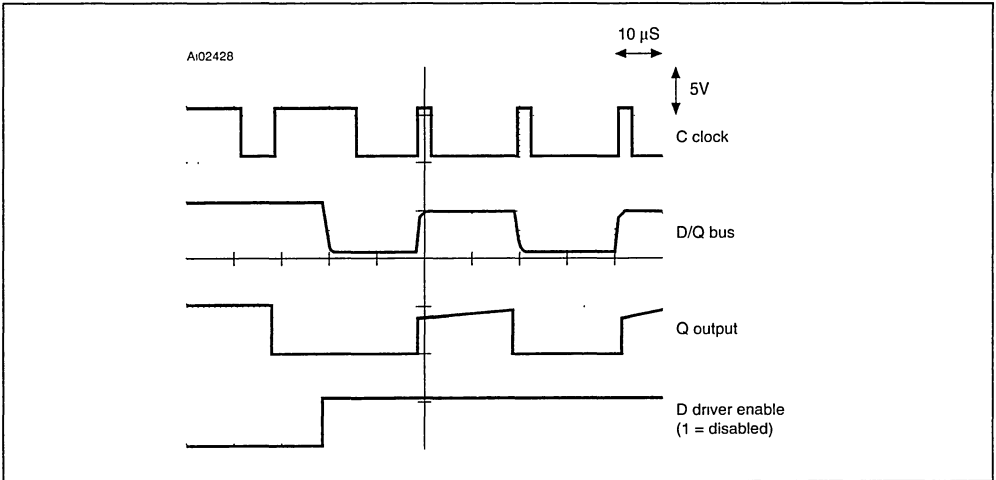 10 µS
AI02428
5V
C clock
D/Q bus
Q output
D driver enable
(1 = disabled)